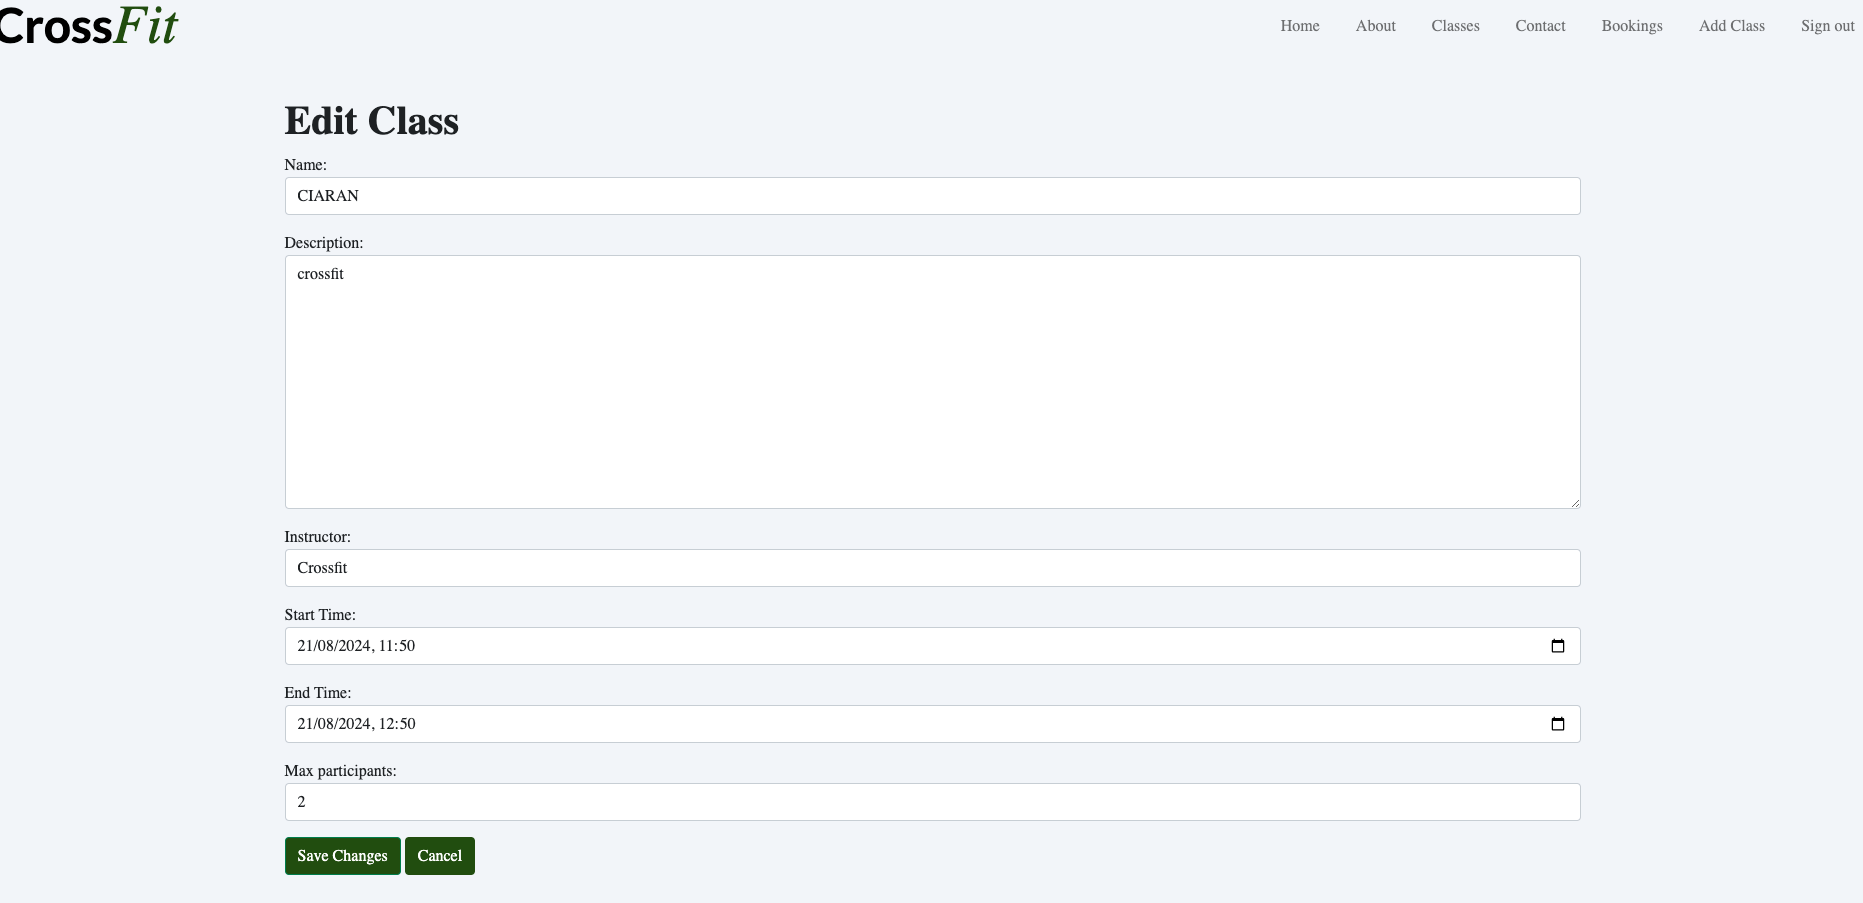 CrossFit
Home About Classes Contact Bookings Add Class Sign out
Edit Class
Name:
CIARAN
Description:
crossfit
Instructor:
Crossfit
Start Time:
21/08/2024, 11:50
End Time:
21/08/2024, 12:50
Max participants:
2
Save Changes Cancel